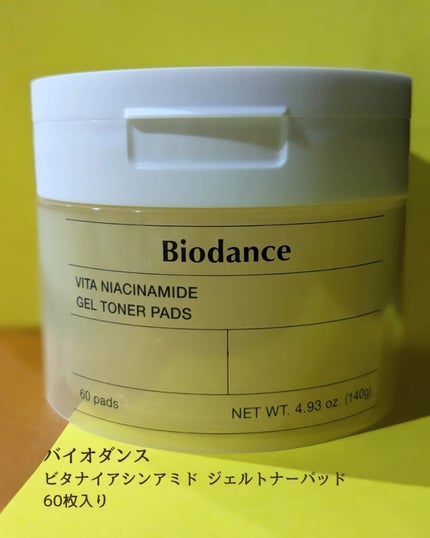 Biodance
VITA NIACINAMIDE
GEL TONER PADS
60 pads
NET WT. 4.93 oz. (140g)
バイオダンス
ビタナイアシンアミド ジェルトナーパッド
60枚入り